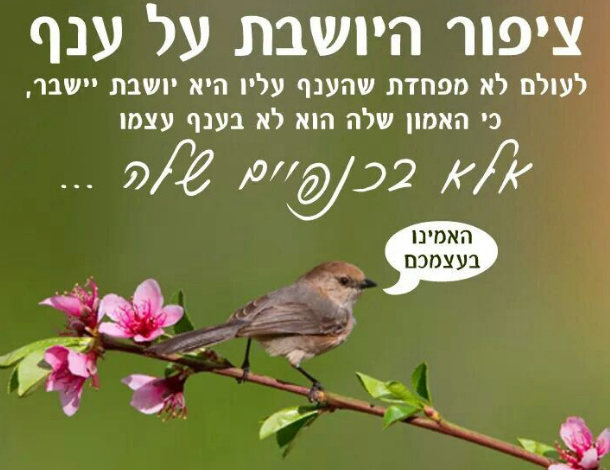 ציפור היושבת על ענף
לעולם לא מפחדת שהענף עליו היא יושבת יישבר,
כי האמון שלה הוא לא בענף עצמו
אלא בכנפיים שלה ...
האמינו
בעצמכם